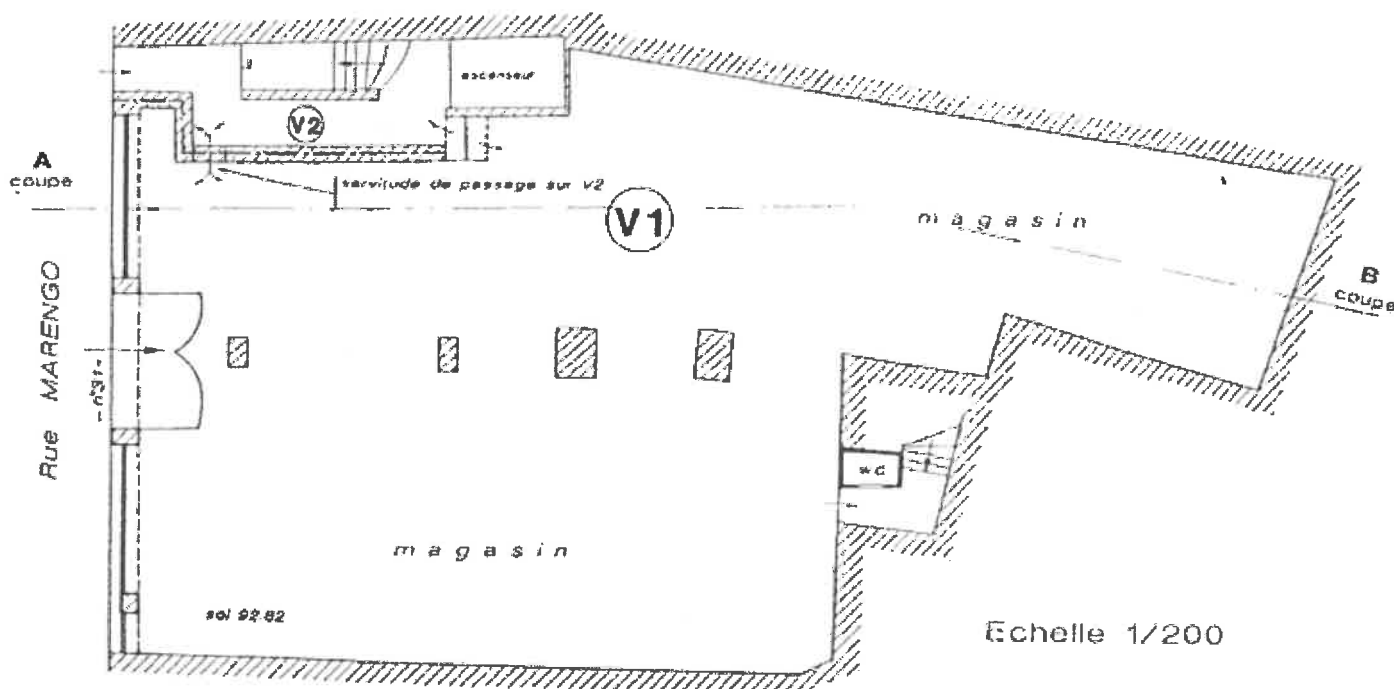 ascenseur
V2
A
coupe
servitude de passage sur V2
V1
magasin
B
coupe
Rue MARENGO
n°31
wc
magasin
sol 92.82
Echelle 1/200